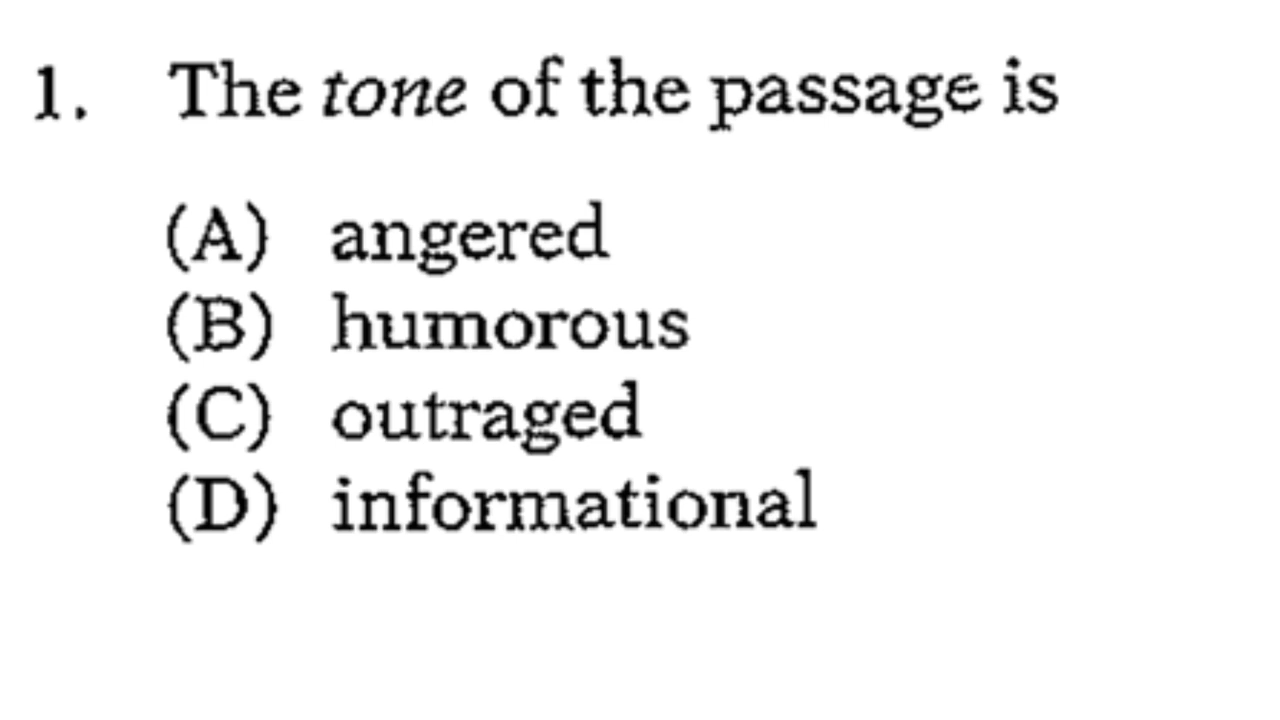 1. The tone of the passage is
(A) angered
(B) humorous
(C) outraged
(D) informational